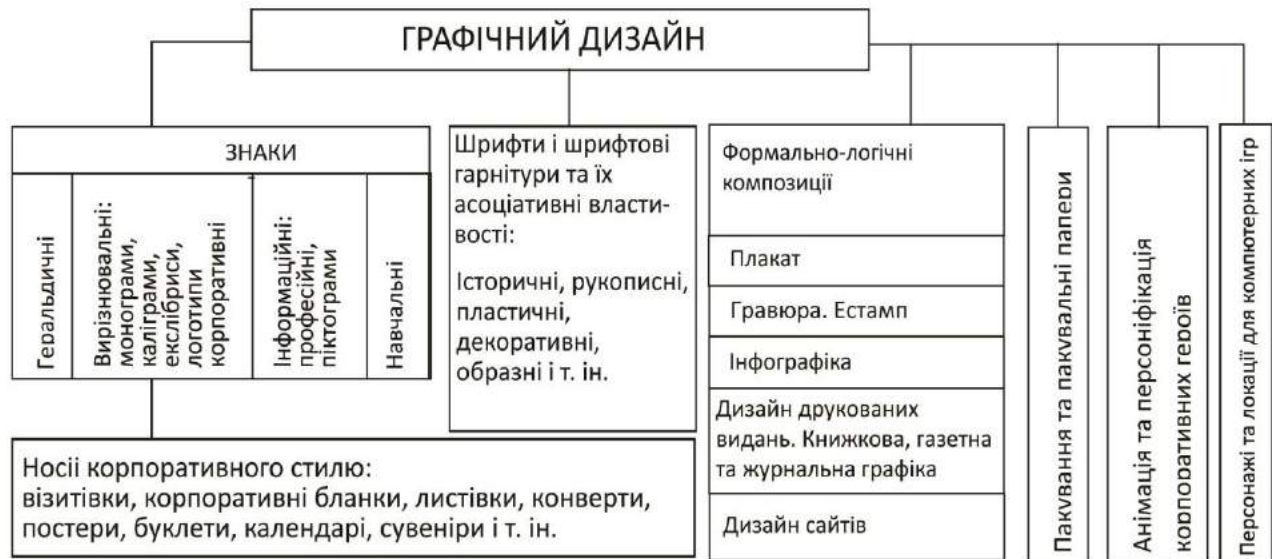 ГРАФІЧНИЙ ДИЗАЙН
ЗНАКИ
Геральдичні
Вирізнювальні:
монограми,
каліграми,
екслібриси,
логотипи
корпоративні
Інформаційні:
професійні,
піктограми
Навчальні
Носії корпоративного стилю:
візитівки, корпоративні бланки, листівки, конверти,
постери, буклети, календарі, сувеніри і т. ін.
Шрифти і шрифтові
гарнітури та їх
асоціативні власти-
вості:
Історичні, рукописні,
пластичні,
декоративні,
образні і т. ін.
Формально-логічні
композиції
Плакат
Гравюра. Естамп
Інфографіка
Дизайн друкованих
видань. Книжкова, газетна
та журнальна графіка
Дизайн сайтів
Пакування та пакувальні папери
Анімація та персоніфікація
корпоративних героїв
Персонажі та локації для компютерних ігр